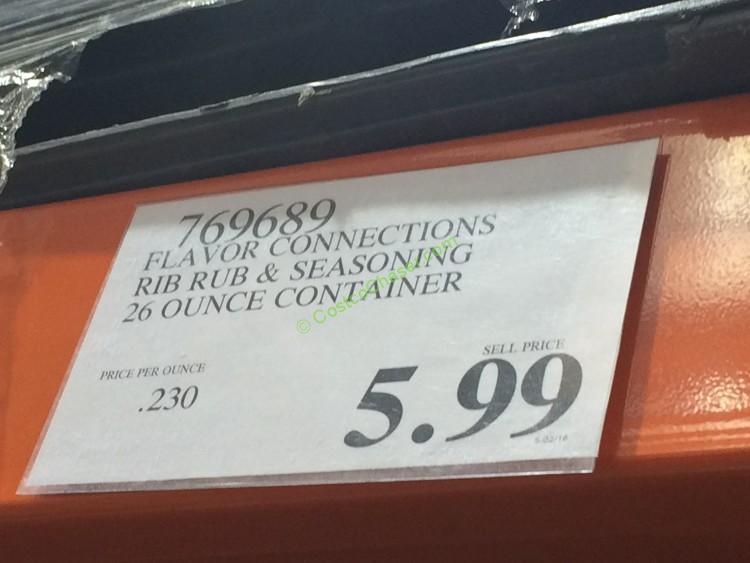 769689
FLAVOR CONNECTIONS
RIB RUB & SEASONING
26 OUNCE CONTAINER
© CostcoChaser.com
PRICE PER OUNCE
.230
SELL PRICE
5.99
5/02/16